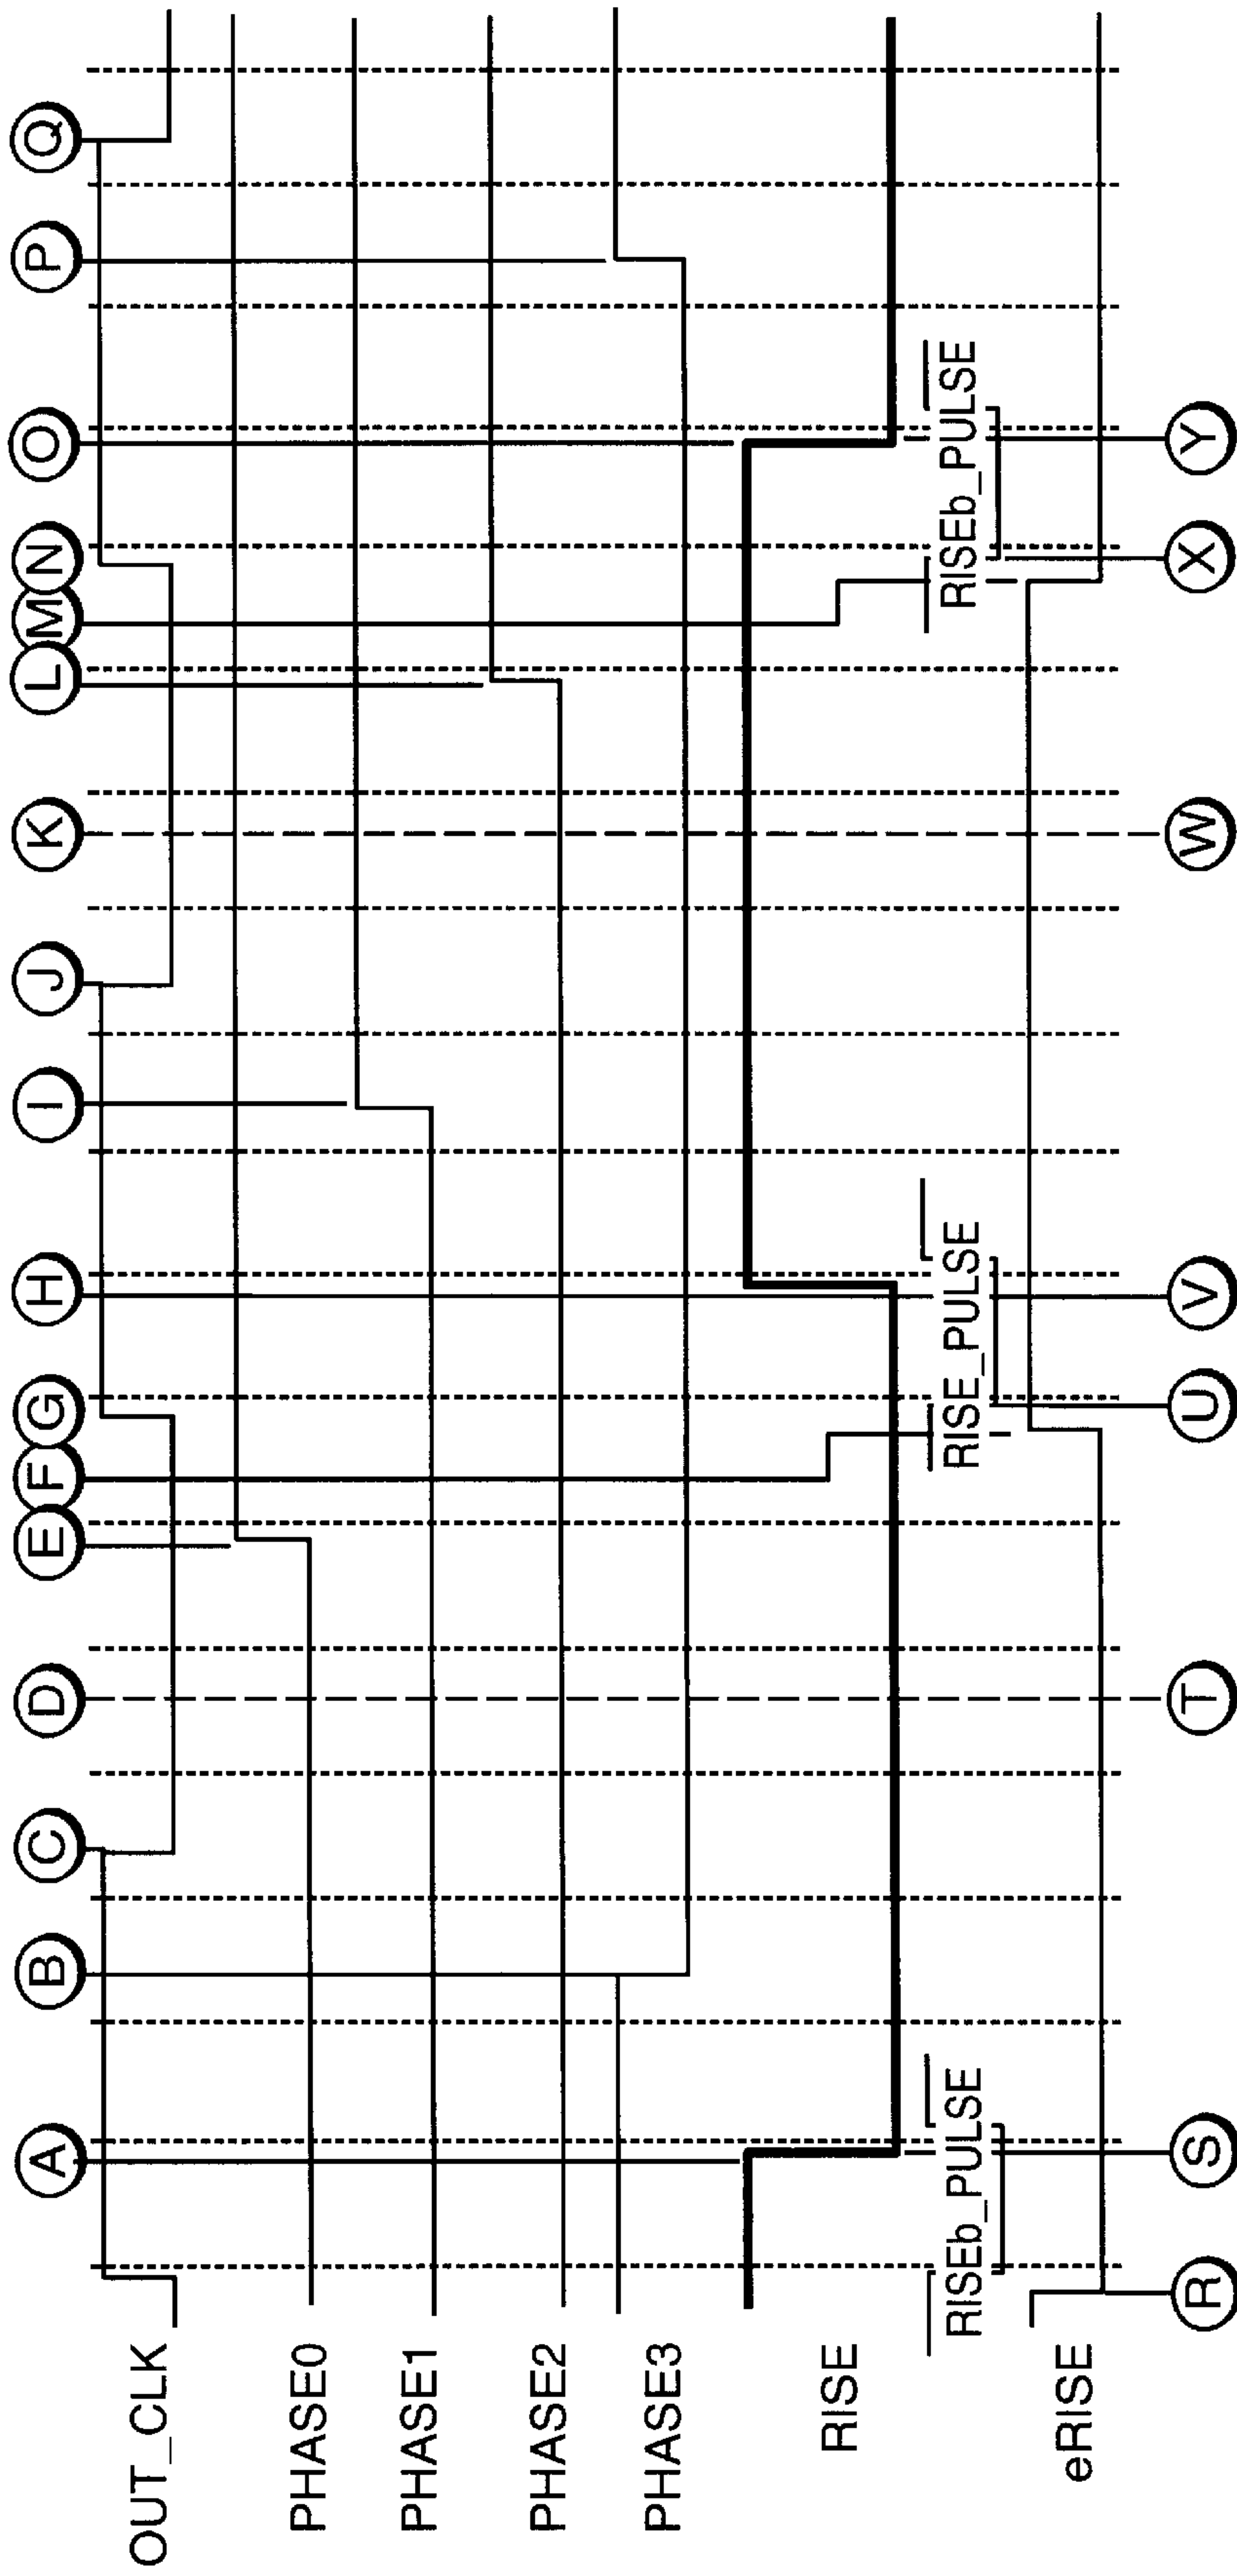 A B C D E F G H I J K L M N O P Q
OUT_CLK
PHASE0
PHASE1
PHASE2
PHASE3
RISE
RISEb_PULSE RISE_PULSE RISEb_PULSE
eRISE
R S T U V W X Y